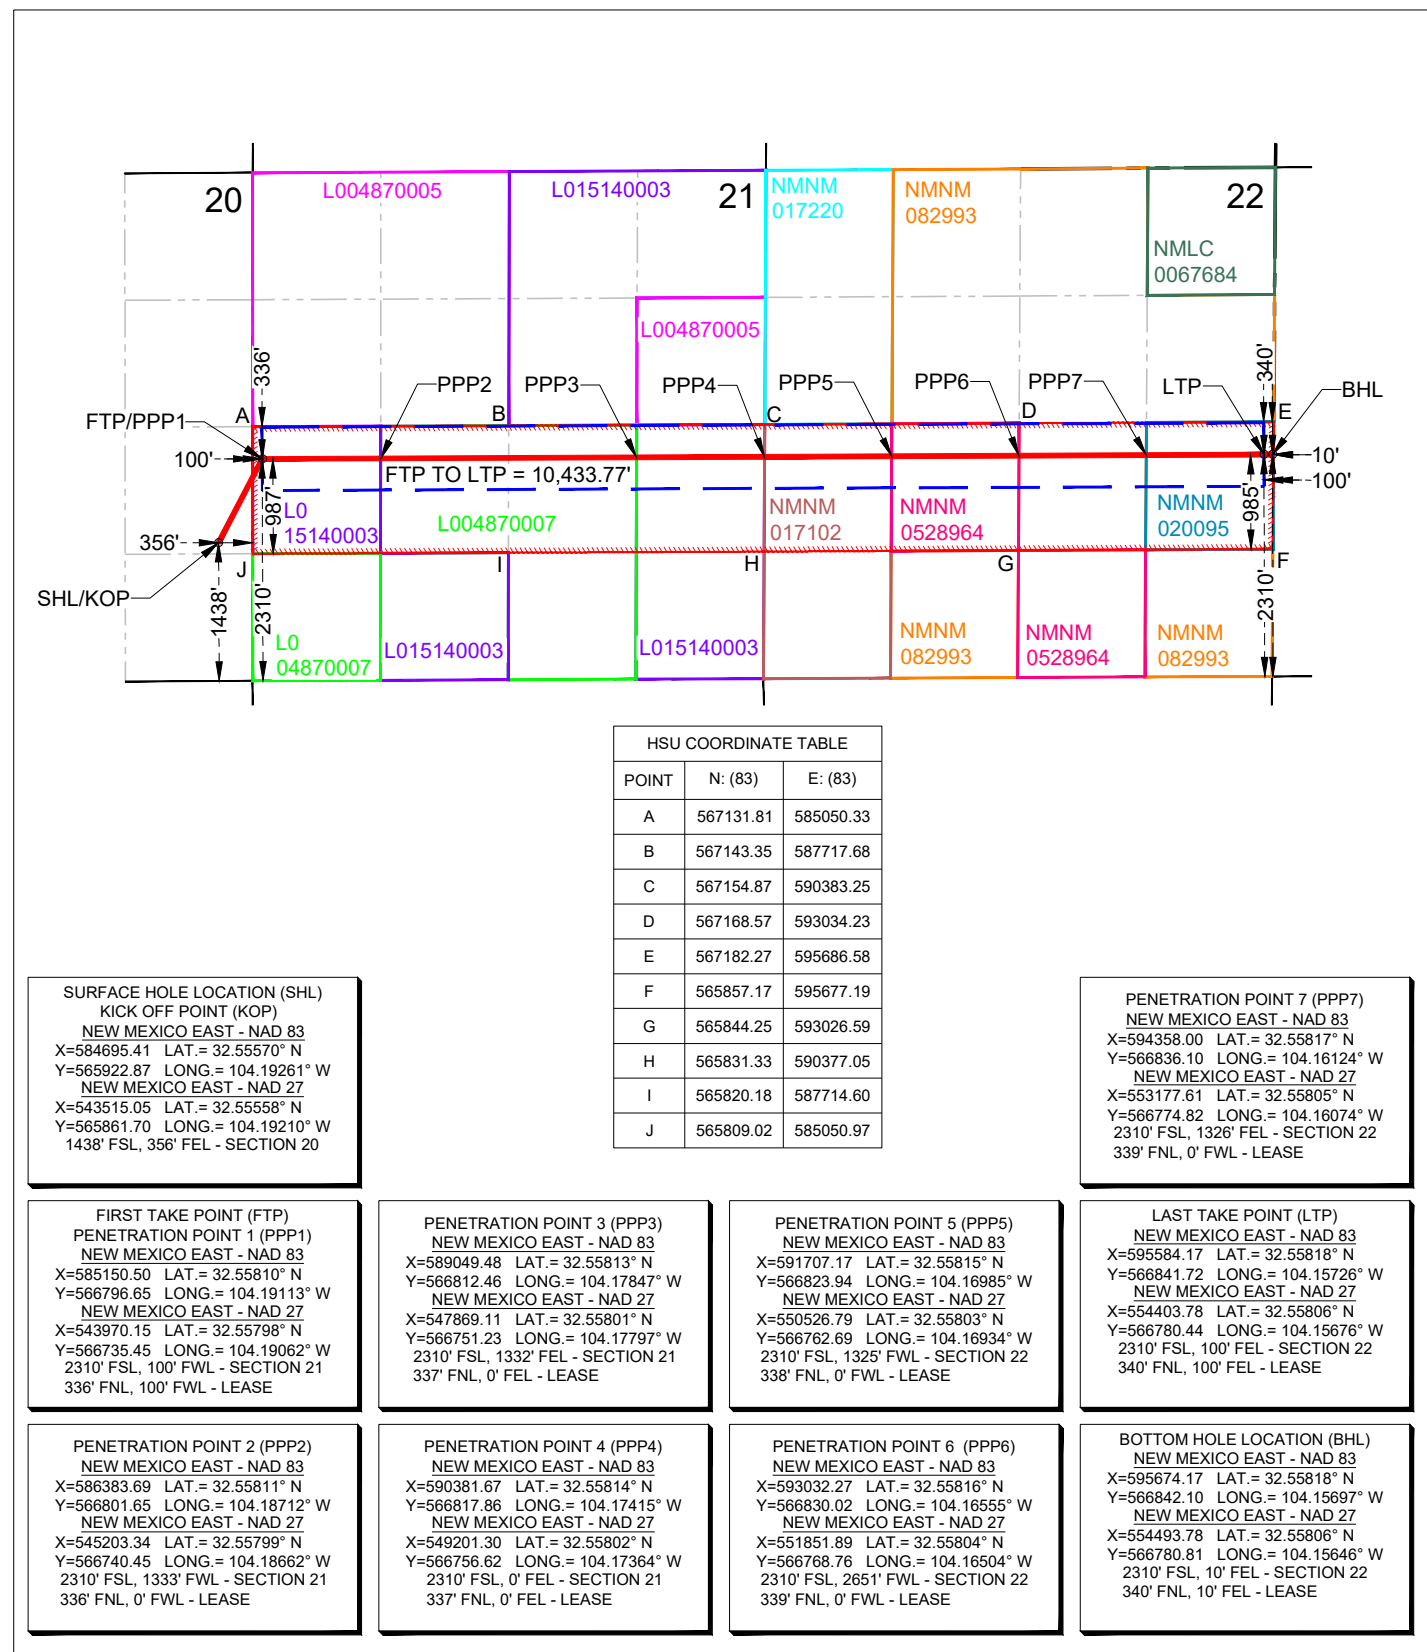 20
L004870005
L015140003
21
NMNM
017220
NMNM
082993
22
NMLC
0067684
L004870005
336'
340'
PPP2
PPP3
PPP4
PPP5
PPP6
PPP7
LTP
BHL
A
B
C
D
E
FTP/PPP1
100'
FTP TO LTP = 10,433.77'
10'
100'
987'
985'
L0
15140003
L004870007
NMNM
017102
NMNM
0528964
NMNM
020095
356'
J
I
H
G
F
SHL/KOP
1438'
2310'
2310'
L0
04870007
L015140003
L015140003
NMNM
082993
NMNM
0528964
NMNM
082993
HSU COORDINATE TABLE
POINT N: (83) E: (83)
A 567131.81 585050.33
B 567143.35 587717.68
C 567154.87 590383.25
D 567168.57 593034.23
E 567182.27 595686.58
F 565857.17 595677.19
G 565844.25 593026.59
H 565831.33 590377.05
I 565820.18 587714.60
J 565809.02 585050.97
SURFACE HOLE LOCATION (SHL)
KICK OFF POINT (KOP)
NEW MEXICO EAST - NAD 83
X=584695.41 LAT.= 32.55570° N
Y=565922.87 LONG.= 104.19261° W
NEW MEXICO EAST - NAD 27
X=543515.05 LAT.= 32.55558° N
Y=565861.70 LONG.= 104.19210° W
1438' FSL, 356' FEL - SECTION 20
PENETRATION POINT 7 (PPP7)
NEW MEXICO EAST - NAD 83
X=594358.00 LAT.= 32.55817° N
Y=566836.10 LONG.= 104.16124° W
NEW MEXICO EAST - NAD 27
X=553177.61 LAT.= 32.55805° N
Y=566774.82 LONG.= 104.16074° W
2310' FSL, 1326' FEL - SECTION 22
339' FNL, 0' FWL - LEASE
FIRST TAKE POINT (FTP)
PENETRATION POINT 1 (PPP1)
NEW MEXICO EAST - NAD 83
X=585150.50 LAT.= 32.55810° N
Y=566796.65 LONG.= 104.19113° W
NEW MEXICO EAST - NAD 27
X=543970.15 LAT.= 32.55798° N
Y=566735.45 LONG.= 104.19062° W
2310' FSL, 100' FWL - SECTION 21
336' FNL, 100' FWL - LEASE
PENETRATION POINT 3 (PPP3)
NEW MEXICO EAST - NAD 83
X=589049.48 LAT.= 32.55813° N
Y=566812.46 LONG.= 104.17847° W
NEW MEXICO EAST - NAD 27
X=547869.11 LAT.= 32.55801° N
Y=566751.23 LONG.= 104.17797° W
2310' FSL, 1332' FEL - SECTION 21
337' FNL, 0' FEL - LEASE
PENETRATION POINT 5 (PPP5)
NEW MEXICO EAST - NAD 83
X=591707.17 LAT.= 32.55815° N
Y=566823.94 LONG.= 104.16985° W
NEW MEXICO EAST - NAD 27
X=550526.79 LAT.= 32.55803° N
Y=566762.69 LONG.= 104.16934° W
2310' FSL, 1325' FWL - SECTION 22
338' FNL, 0' FWL - LEASE
LAST TAKE POINT (LTP)
NEW MEXICO EAST - NAD 83
X=595584.17 LAT.= 32.55818° N
Y=566841.72 LONG.= 104.15726° W
NEW MEXICO EAST - NAD 27
X=554403.78 LAT.= 32.55806° N
Y=566780.44 LONG.= 104.15676° W
2310' FSL, 100' FEL - SECTION 22
340' FNL, 100' FEL - LEASE
PENETRATION POINT 2 (PPP2)
NEW MEXICO EAST - NAD 83
X=586383.69 LAT.= 32.55811° N
Y=566801.65 LONG.= 104.18712° W
NEW MEXICO EAST - NAD 27
X=545203.34 LAT.= 32.55799° N
Y=566740.45 LONG.= 104.18662° W
2310' FSL, 1333' FWL - SECTION 21
336' FNL, 0' FWL - LEASE
PENETRATION POINT 4 (PPP4)
NEW MEXICO EAST - NAD 83
X=590381.67 LAT.= 32.55814° N
Y=566817.86 LONG.= 104.17415° W
NEW MEXICO EAST - NAD 27
X=549201.30 LAT.= 32.55802° N
Y=566756.62 LONG.= 104.17364° W
2310' FSL, 0' FEL - SECTION 21
337' FNL, 0' FEL - LEASE
PENETRATION POINT 6 (PPP6)
NEW MEXICO EAST - NAD 83
X=593032.27 LAT.= 32.55816° N
Y=566830.02 LONG.= 104.16555° W
NEW MEXICO EAST - NAD 27
X=551851.89 LAT.= 32.55804° N
Y=566768.76 LONG.= 104.16504° W
2310' FSL, 2651' FWL - SECTION 22
339' FNL, 0' FWL - LEASE
BOTTOM HOLE LOCATION (BHL)
NEW MEXICO EAST - NAD 83
X=595674.17 LAT.= 32.55818° N
Y=566842.10 LONG.= 104.15697° W
NEW MEXICO EAST - NAD 27
X=554493.78 LAT.= 32.55806° N
Y=566780.81 LONG.= 104.15646° W
2310' FSL, 10' FEL - SECTION 22
340' FNL, 10' FEL - LEASE